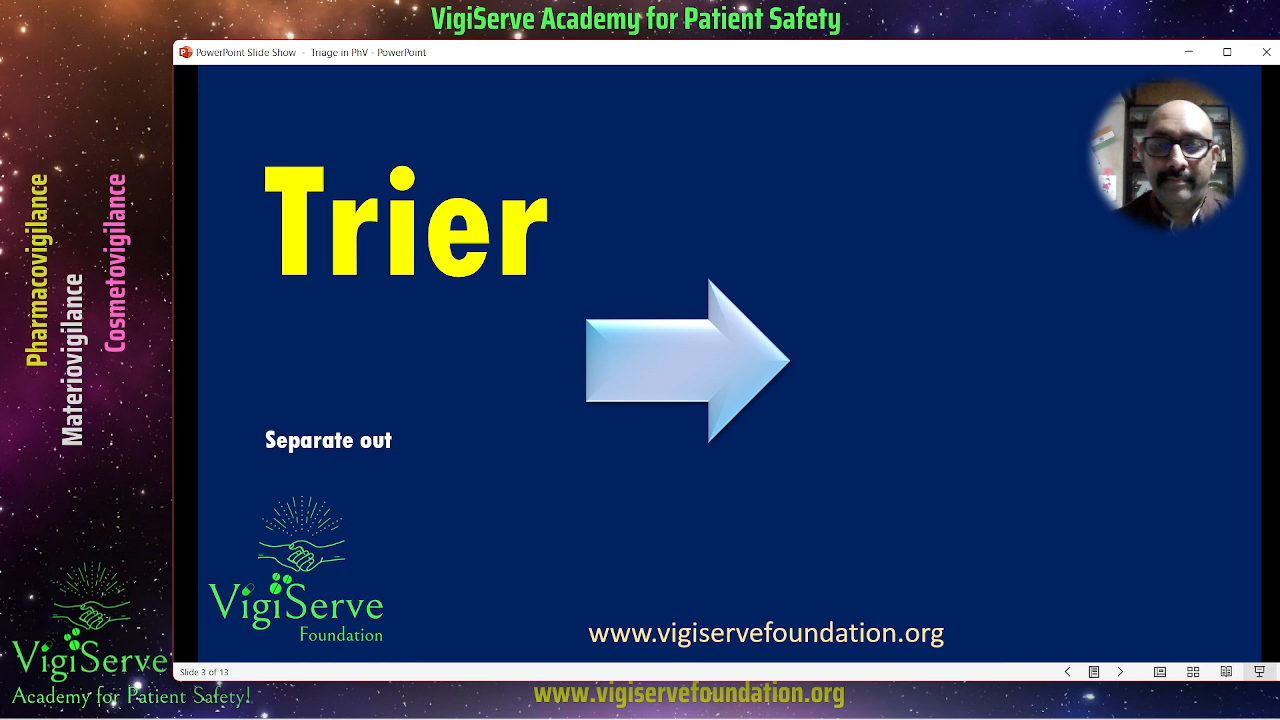 VigiServe Academy for Patient Safety
PowerPoint Slide Show - Triage in PhV - PowerPoint
Pharmacovigilance
Materiovigilance
Cosmetovigilance
Trier
Separate out
VigiServe
Foundation
www.vigiservefoundation.org
Slide 3 of 13
VigiServe
Academy for Patient Safety!
www.vigiservefoundation.org